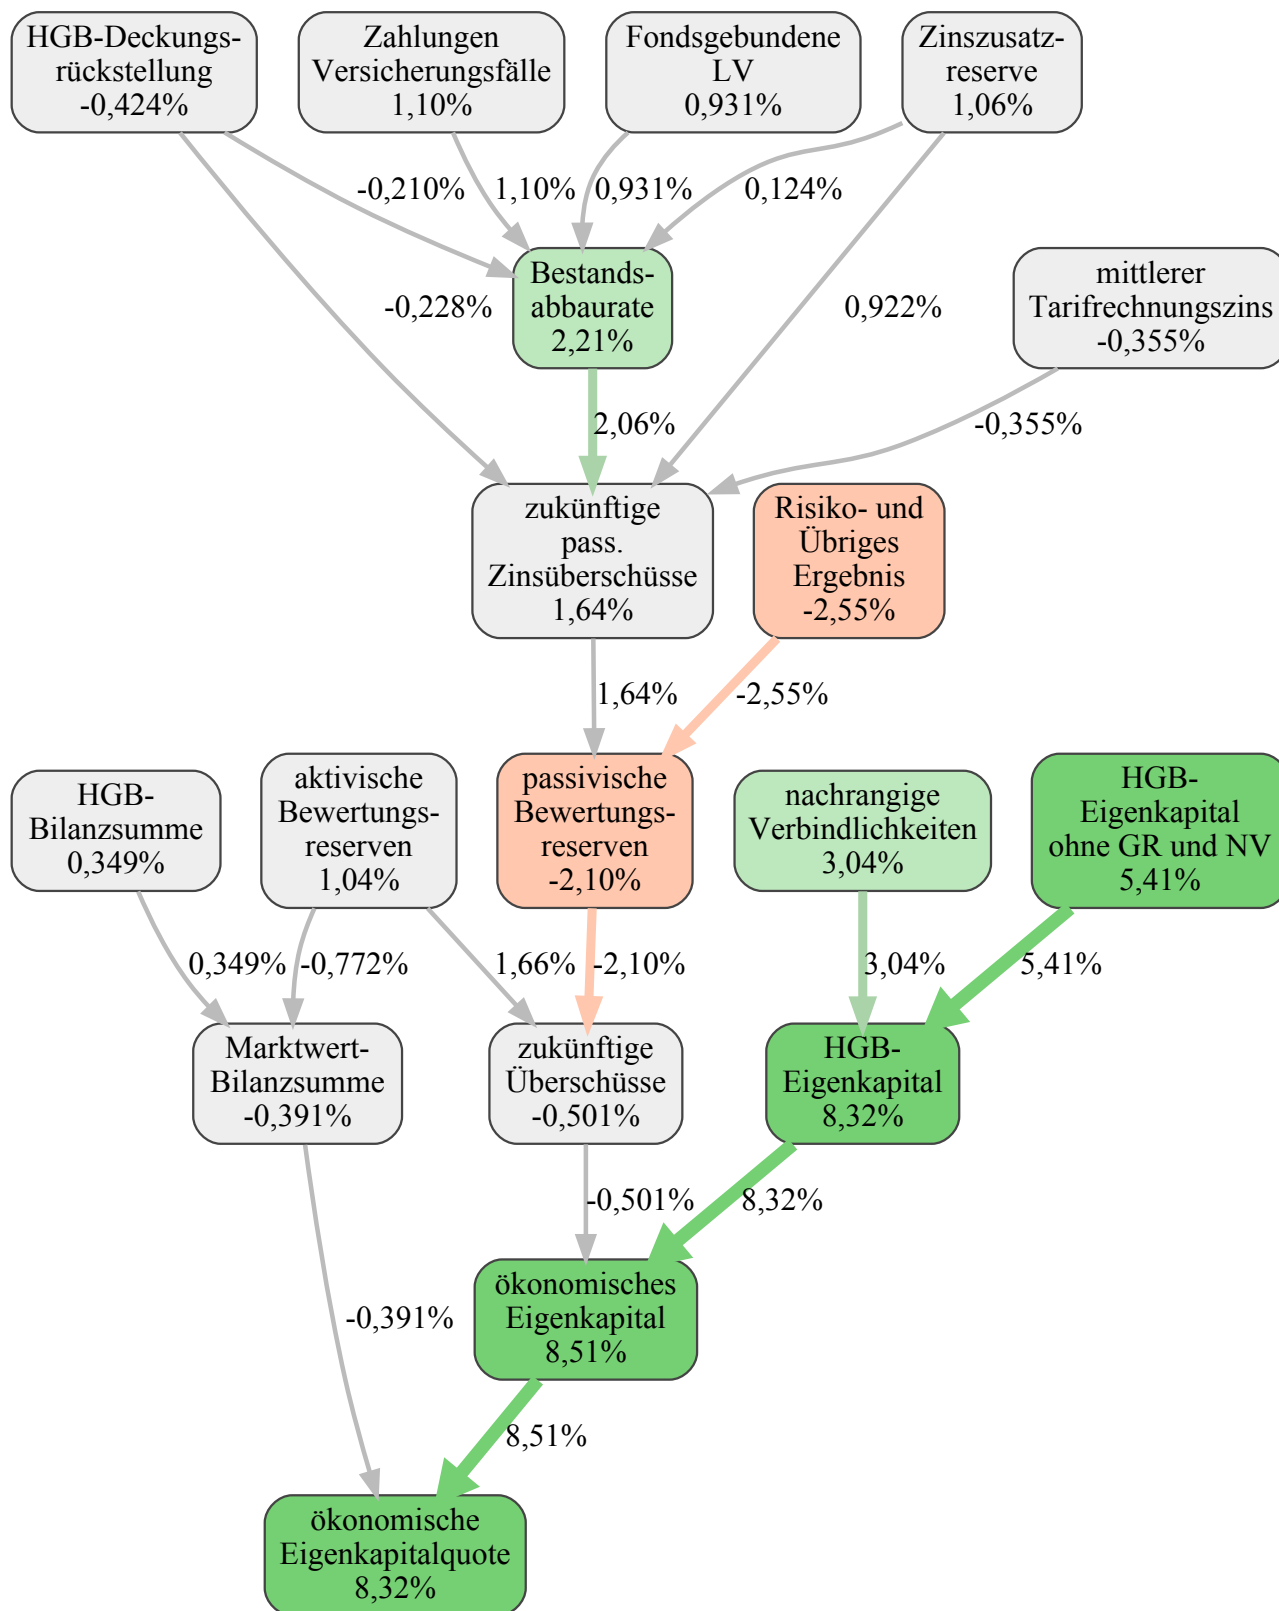 HGB-Deckungs-
rückstellung
-0,424%
Zahlungen
Versicherungsfälle
1,10%
Fondsgebundene
LV
0,931%
Zinszusatz-
reserve
1,06%
-0,210%
1,10%
0,931%
0,124%
Bestands-
abbaurate
2,21%
mittlerer
Tarifrechnungszins
-0,355%
-0,228%
0,922%
2,06%
-0,355%
zukünftige
pass.
Zinsüberschüsse
1,64%
Risiko- und
Übriges
Ergebnis
-2,55%
1,64%
-2,55%
HGB-
Bilanzsumme
0,349%
aktivische
Bewertungs-
reserven
1,04%
passivische
Bewertungs-
reserven
-2,10%
nachrangige
Verbindlichkeiten
3,04%
HGB-
Eigenkapital
ohne GR und NV
5,41%
0,349%
-0,772%
1,66%
-2,10%
3,04%
5,41%
Marktwert-
Bilanzsumme
-0,391%
zukünftige
Überschüsse
-0,501%
HGB-
Eigenkapital
8,32%
-0,501%
8,32%
-0,391%
ökonomisches
Eigenkapital
8,51%
8,51%
ökonomische
Eigenkapitalquote
8,32%